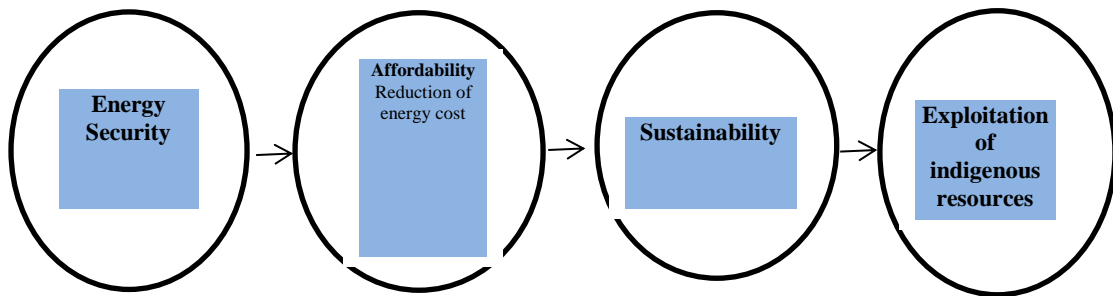 Energy
Security
Affordability
Reduction of
energy cost
Sustainability
Exploitation
of
indigenous
resources